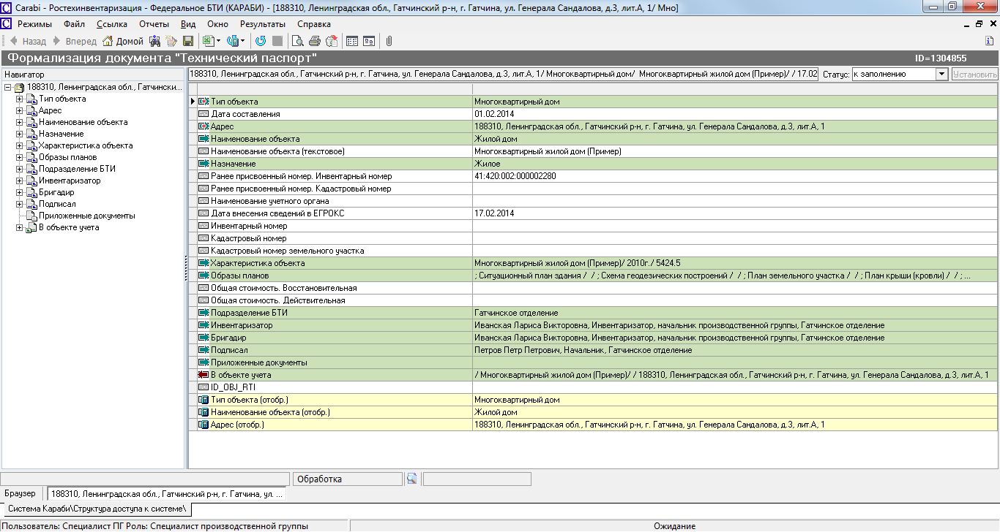 Carabi - Ростехинвентаризация - Федеральное БТИ (КАРАБИ) - [188310, Ленинградская обл., Гатчинский р-н, г. Гатчина, ул. Генерала Сандалова, д.3, лит.А, 1/ Мно]
Режимы Файл Ссылка Отчеты Вид Окно Результаты Справка
Назад Вперед Домой
Формализация документа "Технический паспорт" ID=1304855
Навигатор
188310, Ленинградская обл., Гатчински...
Тип объекта
Адрес
Наименование объекта
Назначение
Характеристика объекта
Образы планов
Подразделение БТИ
Инвентаризатор
Бригадир
Подписал
Приложенные документы
В объекте учета
188310, Ленинградская обл., Гатчинский р-н, г. Гатчина, ул. Генерала Сандалова, д.3, лит.А, 1/ Многоквартирный дом/ Многоквартирный жилой дом (Пример)/ / 17.02 Статус: к заполнению Установить
Тип объекта Многоквартирный дом
Дата составления 01.02.2014
Адрес 188310, Ленинградская обл., Гатчинский р-н, г. Гатчина, ул. Генерала Сандалова, д.3, лит.А, 1
Наименование объекта Жилой дом
Наименование объекта (текстовое) Многоквартирный жилой дом (Пример)
Назначение Жилое
Ранее присвоенный номер. Инвентарный номер 41:420:002:000002280
Ранее присвоенный номер. Кадастровый номер
Наименование учетного органа
Дата внесения сведений в ЕГРОКС 17.02.2014
Инвентарный номер
Кадастровый номер
Кадастровый номер земельного участка
Характеристика объекта Многоквартирный жилой дом (Пример)/ 2010г./ 5424.5
Образы планов ; Ситуационный план здания / / ; Схема геодезических построений / / ; План земельного участка / / ; План крыши (кровли) / / ; ...
Общая стоимость. Восстановительная
Общая стоимость. Действительная
Подразделение БТИ Гатчинское отделение
Инвентаризатор Иванская Лариса Викторовна, Инвентаризатор, начальник производственной группы, Гатчинское отделение
Бригадир Иванская Лариса Викторовна, Инвентаризатор, начальник производственной группы, Гатчинское отделение
Подписал Петров Петр Петрович, Начальник, Гатчинское отделение
Приложенные документы
В объекте учета / Многоквартирный жилой дом (Пример)/ / 188310, Ленинградская обл., Гатчинский р-н, г. Гатчина, ул. Генерала Сандалова, д.3, лит.А, 1
ID_OBJ_RTI
Тип объекта (отобр.) Многоквартирный дом
Наименование объекта (отобр.) Жилой дом
Адрес (отобр.) 188310, Ленинградская обл., Гатчинский р-н, г. Гатчина, ул. Генерала Сандалова, д.3, лит.А, 1
Обработка
Браузер 188310, Ленинградская обл., Гатчинский р-н, г. Гатчина, ул. ...
Система Караби\Структура доступа к системе\
Пользователь: Специалист ПГ Роль: Специалист производственной группы Ожидание